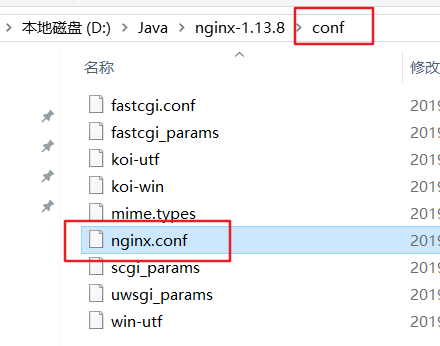 本地磁盘 (D:) > Java > nginx-1.13.8 > conf
名称 修改
fastcgi.conf 2019
fastcgi_params 2019
koi-utf 2019
koi-win 2019
mime.types 2019
nginx.conf 2019
scgi_params 2019
uwsgi_params 2019
win-utf 2019